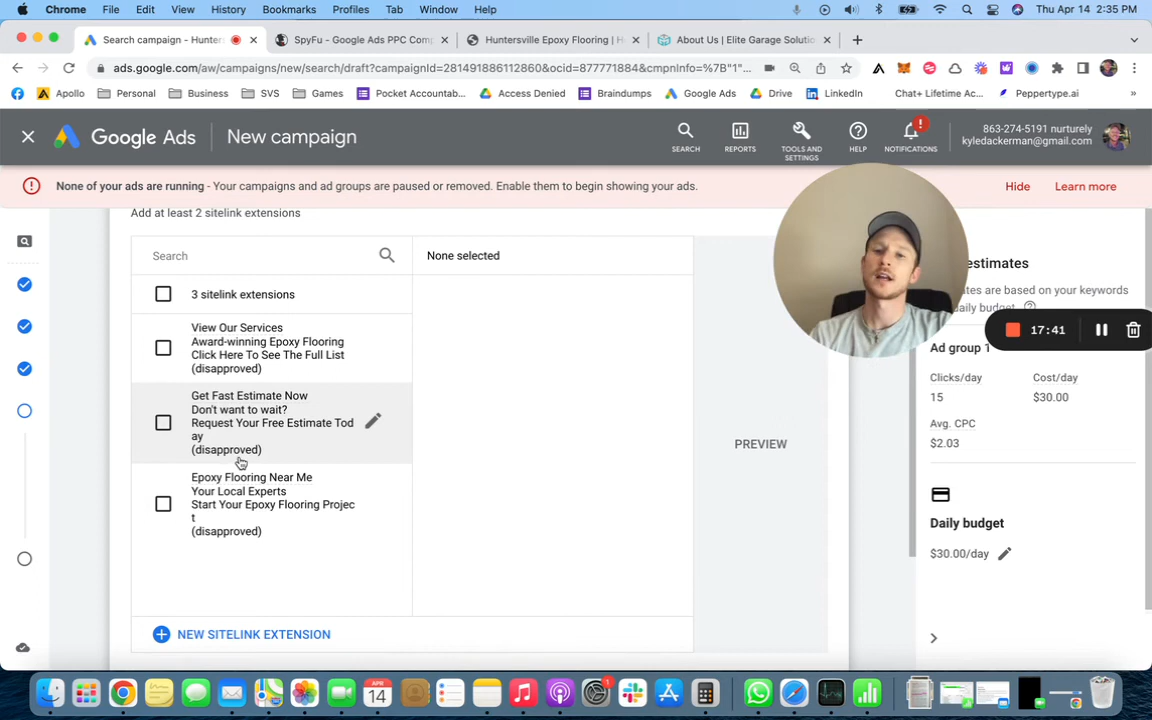 Chrome File Edit View History Bookmarks Profiles Tab Window Help Thu Apr 14 2:35 PM
Search campaign - Hunter
SpyFu - Google Ads PPC Com
Huntersville Epoxy Flooring | H
About Us | Elite Garage Solutio
ads.google.com/aw/campaigns/new/search/draft?campaignId=281491886112860&ocid=877771884&cmpnInfo=%7B"1"...
Apollo Personal Business SVS Games Pocket Accountab... Access Denied Braindumps Google Ads Drive LinkedIn Chat+ Lifetime Ac... Peppertype.ai
Google Ads New campaign
SEARCH REPORTS TOOLS AND SETTINGS HELP NOTIFICATIONS
863-274-5191 nurturely
kyledackerman@gmail.com
None of your ads are running - Your campaigns and ad groups are paused or removed. Enable them to begin showing your ads.
Hide Learn more
Add at least 2 sitelink extensions
Search
None selected
3 sitelink extensions
View Our Services
Award-winning Epoxy Flooring
Click Here To See The Full List
(disapproved)
Get Fast Estimate Now
Don't want to wait?
Request Your Free Estimate Tod
ay
(disapproved)
Epoxy Flooring Near Me
Your Local Experts
Start Your Epoxy Flooring Projec
t
(disapproved)
NEW SITELINK EXTENSION
PREVIEW
estimates
ates are based on your keywords
daily budget
17:41
Ad group 1
Clicks/day Cost/day
15 $30.00
Avg. CPC
$2.03
Daily budget
$30.00/day
14
1